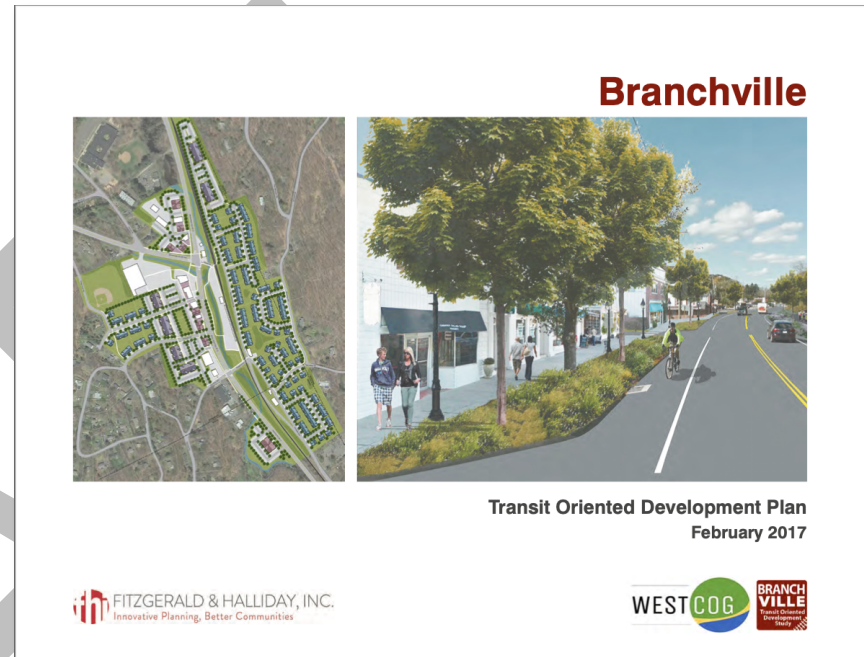 Branchville
Transit Oriented Development Plan
February 2017
fhi FITZGERALD & HALLIDAY, INC.
Innovative Planning, Better Communities
WESTCOG
BRANCH
VILLE
Transit Oriented
Development
Study